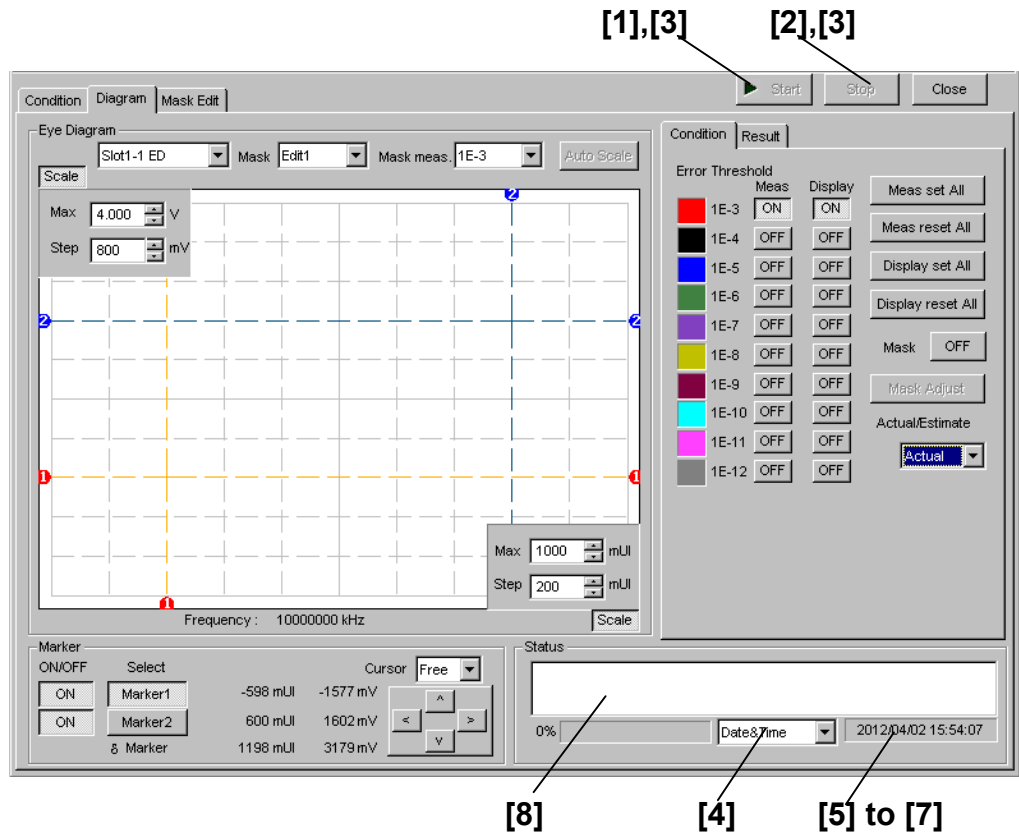 [1],[3] [2],[3]
Condition Diagram Mask Edit Start Stop Close
Eye Diagram
Slot1-1 ED Mask Edit1 Mask meas. 1E-3 Auto Scale
Scale
Max 4.000 V
Step 800 mV
2
2 2
1 1
1
Max 1000 mUI
Step 200 mUI
Frequency : 10000000 kHz Scale
Condition Result
Error Threshold
Meas Display
1E-3 ON ON
1E-4 OFF OFF
1E-5 OFF OFF
1E-6 OFF OFF
1E-7 OFF OFF
1E-8 OFF OFF
1E-9 OFF OFF
1E-10 OFF OFF
1E-11 OFF OFF
1E-12 OFF OFF
Meas set All
Meas reset All
Display set All
Display reset All
Mask OFF
Mask Adjust
Actual/Estimate
Actual
Marker
ON/OFF Select Cursor Free
ON Marker1 -598 mUI -1577 mV ^
ON Marker2 600 mUI 1602 mV < >
δ Marker 1198 mUI 3179 mV v
Status
0% Date&Time 2012/04/02 15:54:07
[8] [4] [5] to [7]